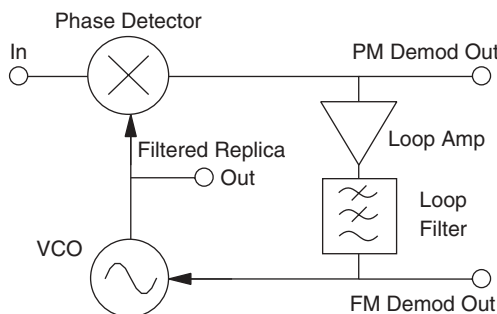 Phase Detector
In
PM Demod Out
Loop Amp
Filtered Replica
Out
Loop
Filter
VCO
FM Demod Out